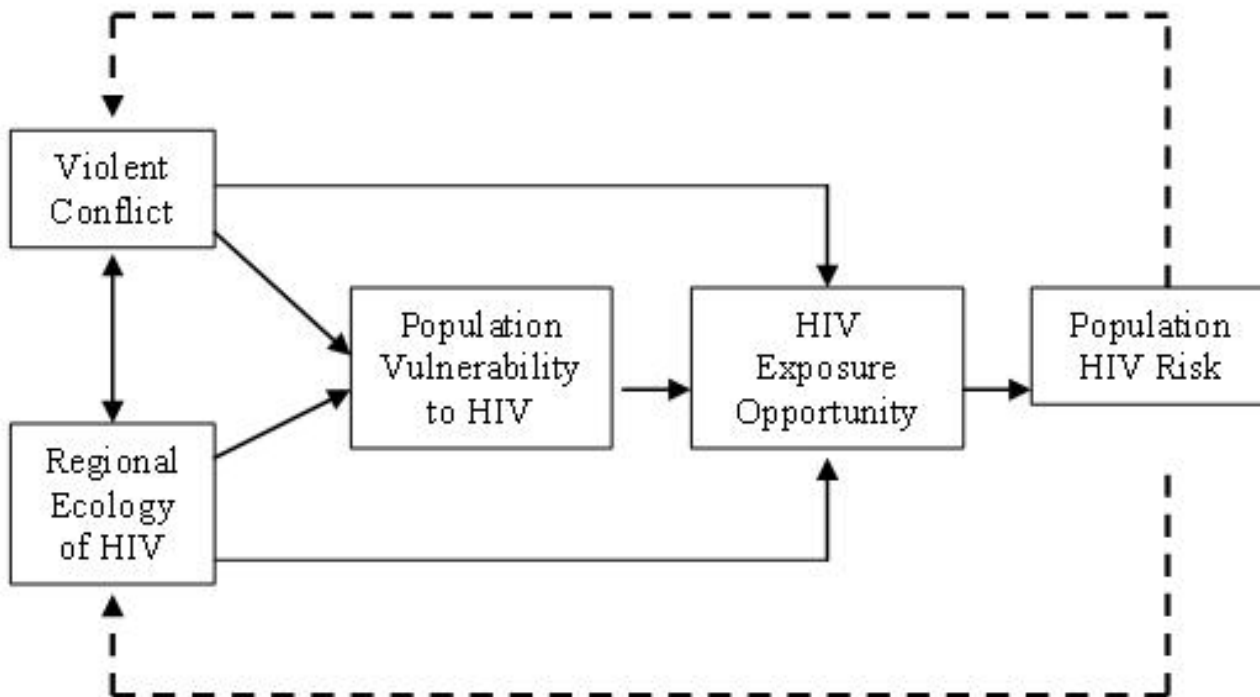 Violent
Conflict
Population
Vulnerability
to HIV
HIV
Exposure
Opportunity
Population
HIV Risk
Regional
Ecology
of HIV